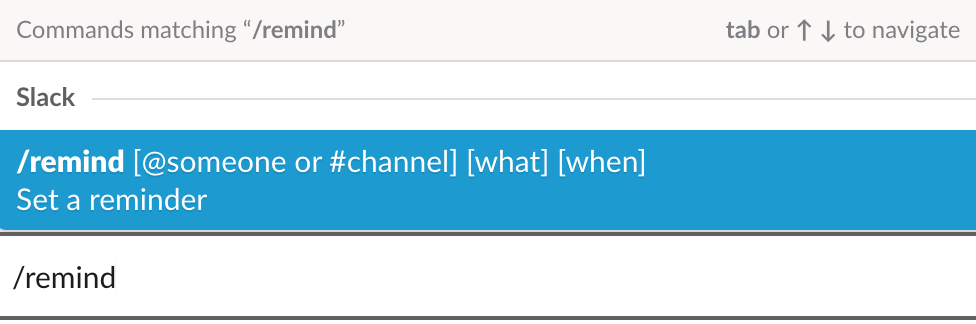 Commands matching “/remind”
tab or ↑ ↓ to navigate
Slack
/remind [@someone or #channel] [what] [when]
Set a reminder
/remind